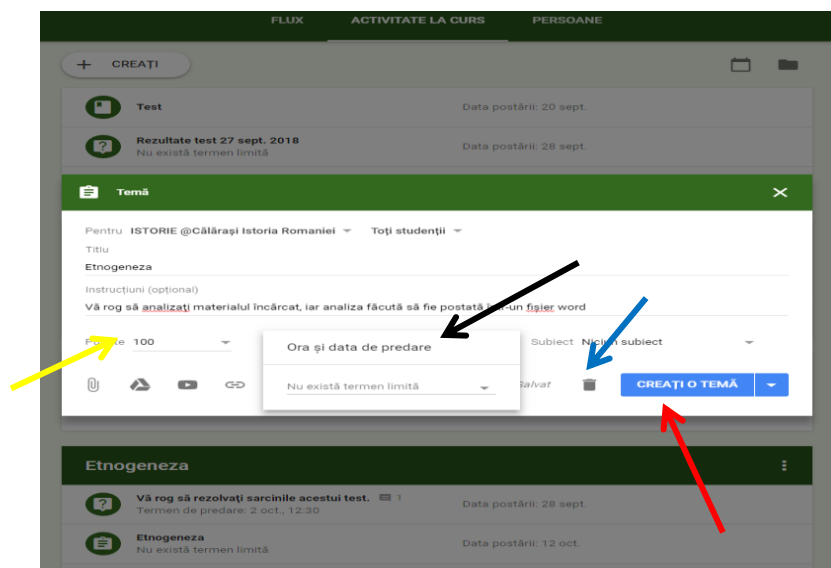 FLUX ACTIVITATE LA CURS PERSOANE
+ CREAȚI
Test Data postării: 20 sept.
Rezultate test 27 sept. 2018
Nu există termen limită Data postării: 28 sept.
Temă
Pentru ISTORIE @Călărași Istoria Romaniei Toți studenții
Titlu
Etnogeneza
Instrucțiuni (opțional)
Vă rog să analizaţi materialul încărcat, iar analiza făcută să fie postată într-un fişier word
100 Ora și data de predare Subiect Niciun subiect
Nu există termen limită Salvat CREAȚI O TEMĂ
Etnogeneza
Vă rog să rezolvaţi sarcinile acestui test. 1
Termen de predare: 2 oct., 12:30 Data postării: 28 sept.
Etnogeneza
Nu există termen limită Data postării: 12 oct.